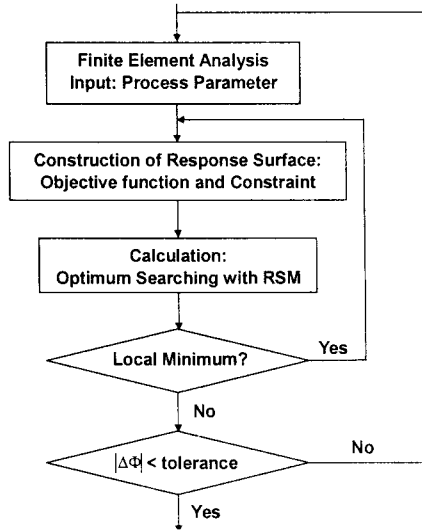 Finite Element Analysis
Input: Process Parameter
Construction of Response Surface:
Objective function and Constraint
Calculation:
Optimum Searching with RSM
Local Minimum?
Yes
No
|ΔΦ| < tolerance
No
Yes